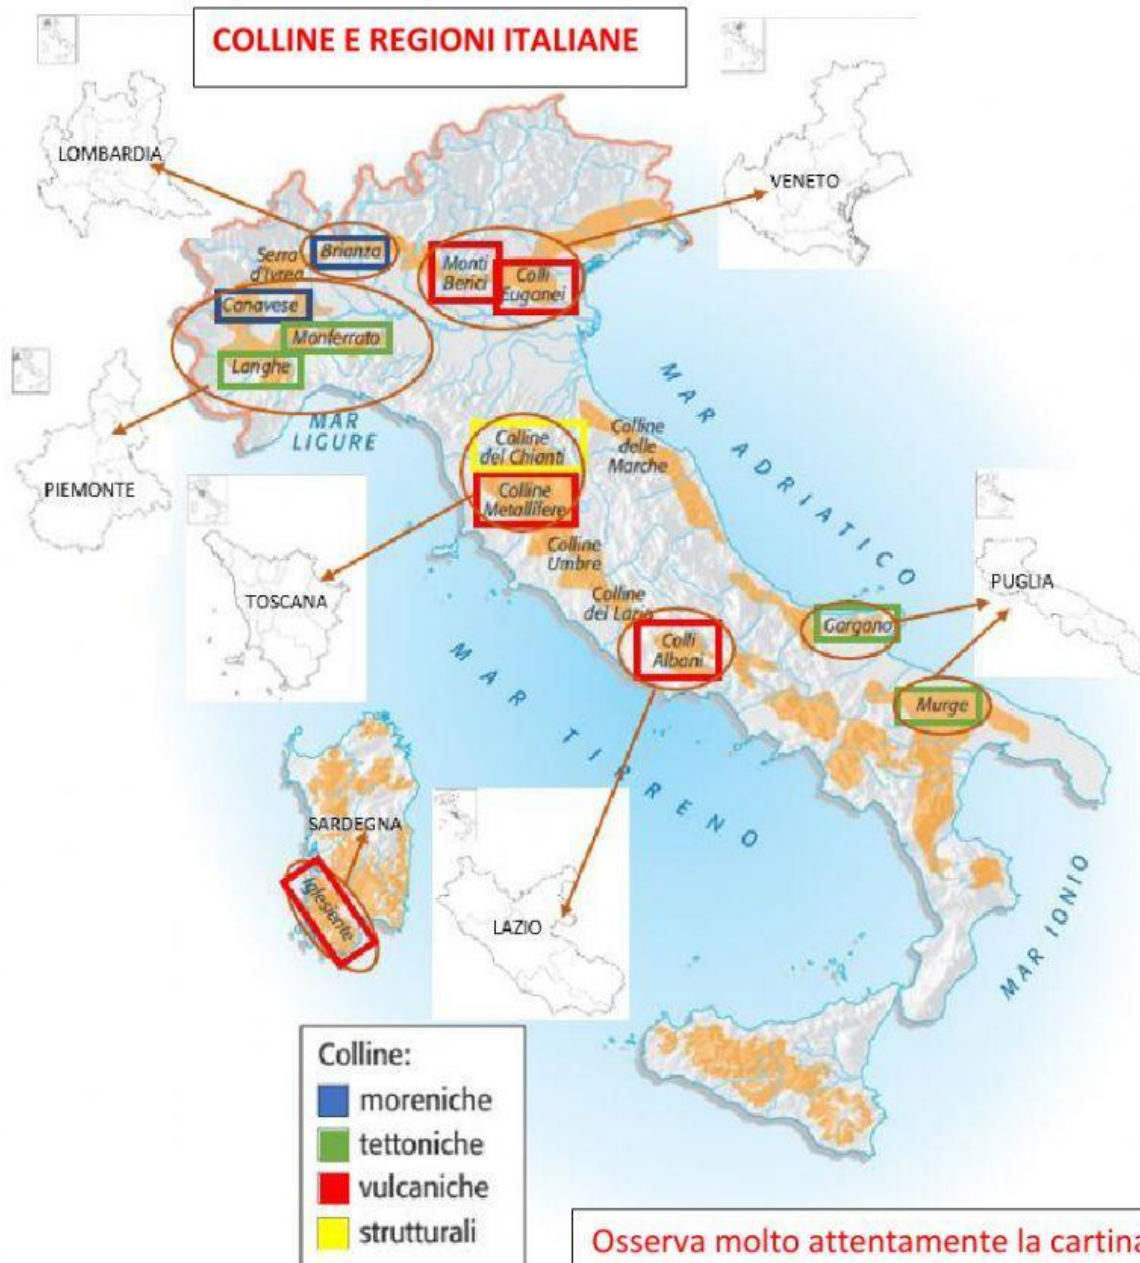 COLLINE E REGIONI ITALIANE
LOMBARDIA
VENETO
Serra
d'Ivrea
Brianza
Monti
Berici
Colli
Euganei
Canavese
Monferrato
Langhe
MAR
LIGURE
PIEMONTE
Colline
del Chianti
Colline
delle
Marche
MAR ADRIATICO
Colline
Metallifere
TOSCANA
Colline
Umbre
Colline
del Lazio
PUGLIA
Gargano
Colli
Albani
Murge
MAR TIRRENO
SARDEGNA
Iglesiente
LAZIO
MAR IONIO
Colline:
moreniche
tettoniche
vulcaniche
strutturali
Osserva molto attentamente la cartina